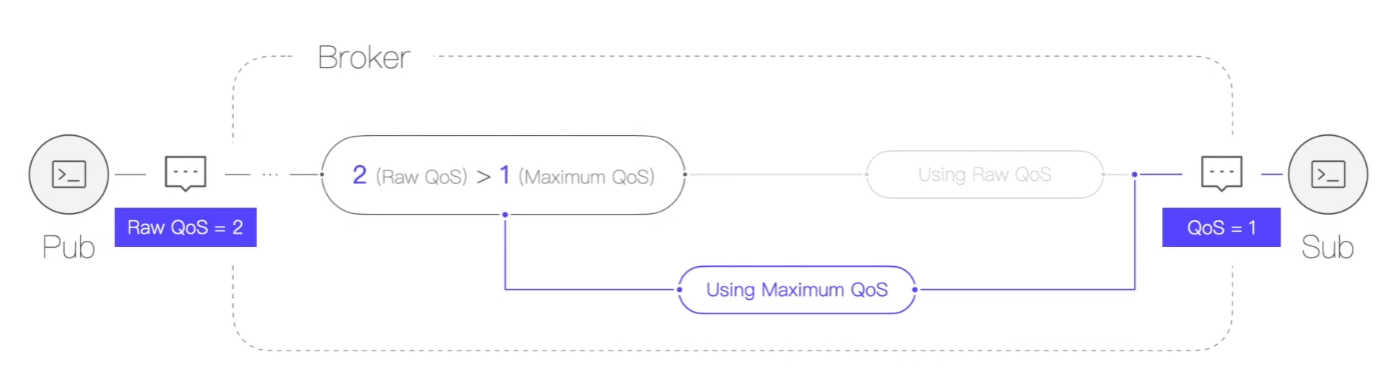 Broker
2 (Raw QoS) > 1 (Maximum QoS)
Using Raw QoS
Raw QoS = 2
QoS = 1
Pub
Sub
Using Maximum QoS